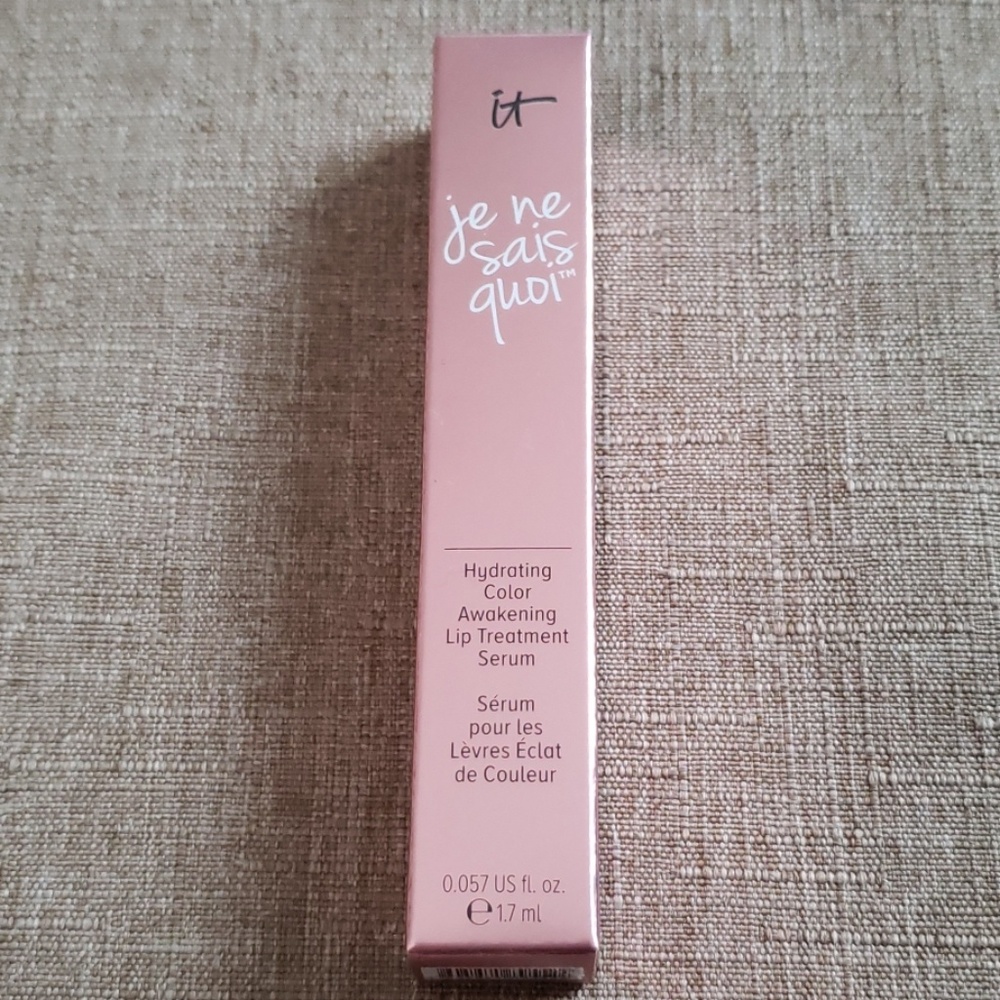 it
je ne
sais
quoi™
Hydrating
Color
Awakening
Lip Treatment
Serum
Sérum
pour les
Lèvres Éclat
de Couleur
0.057 US fl. oz.
℮ 1.7 ml